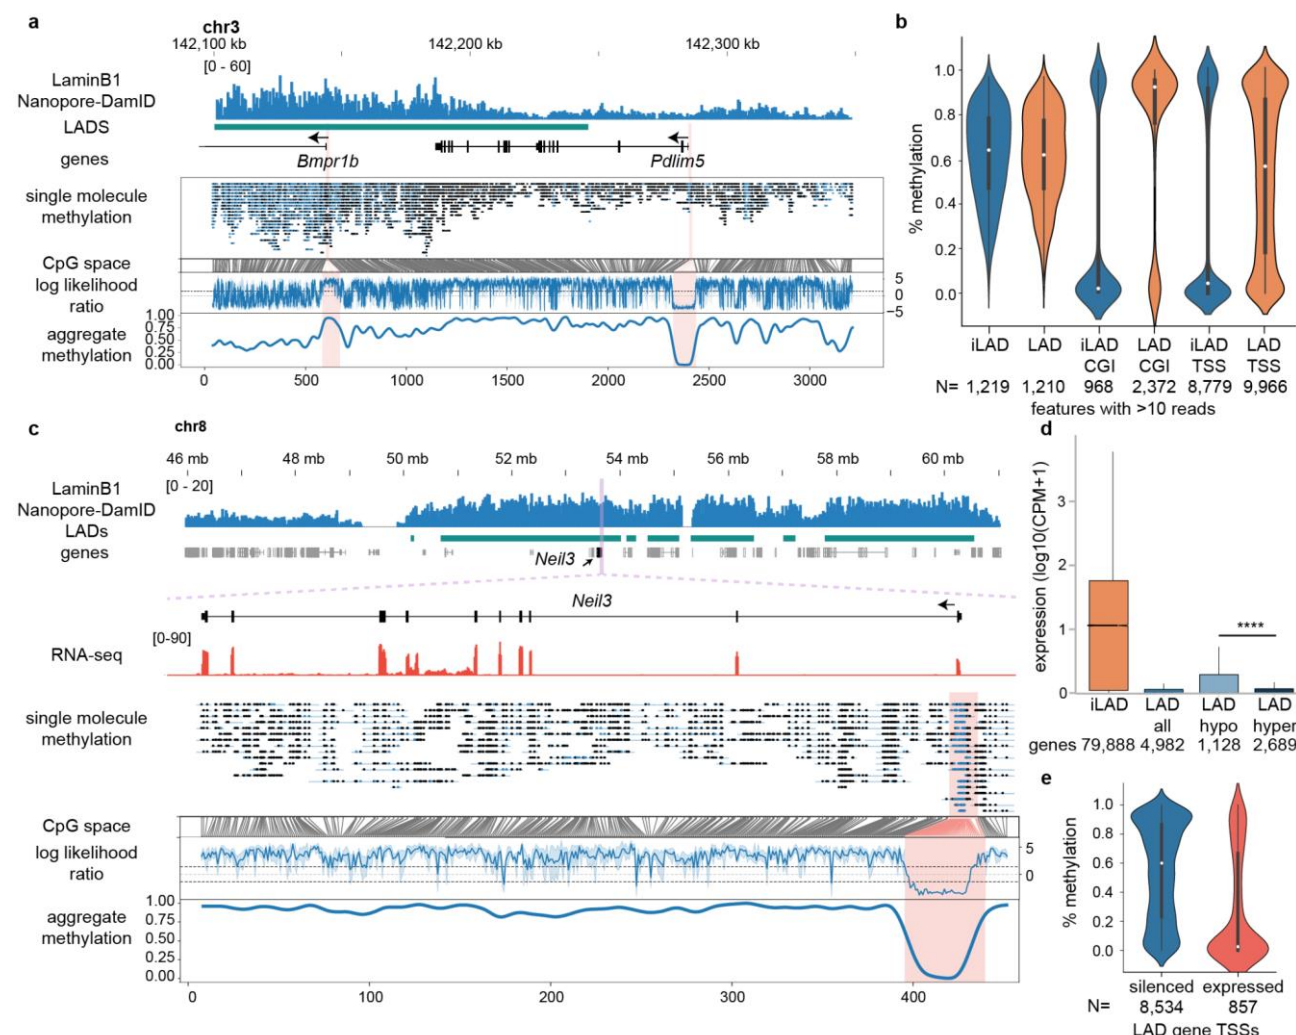 a
chr3
142,100 kb 142,200 kb 142,300 kb
[0 - 60]
LaminB1
Nanopore-DamID
LADS
genes
Bmpr1b Pdlim5
single molecule
methylation
CpG space
log likelihood
ratio
5
0
−5
aggregate
methylation
1.00
0.75
0.50
0.25
0.00
0 500 1000 1500 2000 2500 3000
b
% methylation
1.0
0.8
0.6
0.4
0.2
0.0
iLAD LAD iLAD LAD iLAD LAD
CGI CGI TSS TSS
N= 1,219 1,210 968 2,372 8,779 9,966
features with >10 reads
c
chr8
46 mb 48 mb 50 mb 52 mb 54 mb 56 mb 58 mb 60 mb
[0 - 20]
LaminB1
Nanopore-DamID
LADs
genes
Neil3
Neil3
[0-90]
RNA-seq
single molecule
methylation
CpG space
log likelihood
ratio
5
0
aggregate
methylation
1.00
0.75
0.50
0.25
0.00
0 100 200 300 400
d
expression (log10(CPM+1)
3
2
1
0
****
iLAD LAD LAD LAD
all hypo hyper
genes 79,888 4,982 1,128 2,689
e
% methylation
1.0
0.8
0.6
0.4
0.2
0.0
silenced expressed
N= 8,534 857
LAD gene TSSs